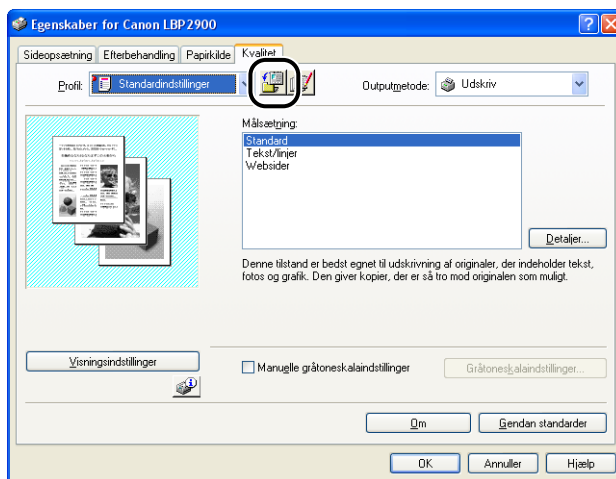 Egenskaber for Canon LBP2900
Sideopsætning Efterbehandling Papirkilde Kvalitet
Profil: Standardindstillinger Outputmetode: Udskriv
Målsætning:
Standard
Tekst/linjer
Websider
Detaljer...
Denne tilstand er bedst egnet til udskrivning af originaler, der indeholder tekst,
fotos og grafik. Den giver kopier, der er så tro mod originalen som muligt.
Visningsindstillinger
Manuelle gråtoneskalaindstillinger Gråtoneskalaindstillinger...
Om Gendan standarder
OK Annuller Hjælp